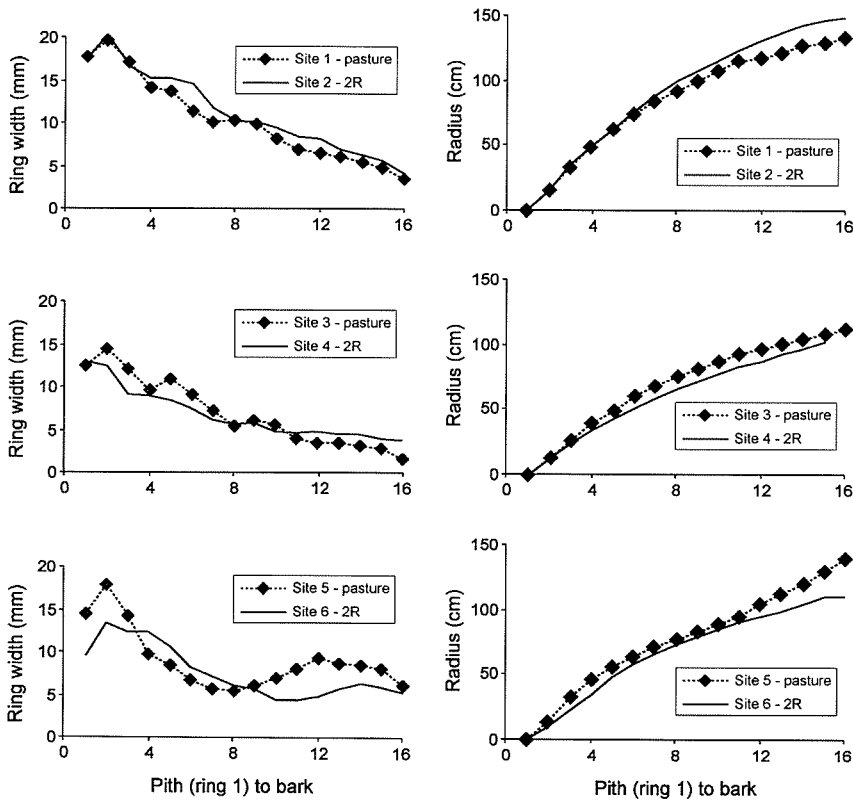 Ring width (mm)
20
15
10
5
0
0 4 8 12 16
Site 1 - pasture
Site 2 - 2R
Radius (cm)
150
100
50
0
0 4 8 12 16
Site 1 - pasture
Site 2 - 2R
Ring width (mm)
20
15
10
5
0
0 4 8 12 16
Site 3 - pasture
Site 4 - 2R
Radius (cm)
150
100
50
0
0 4 8 12 16
Site 3 - pasture
Site 4 - 2R
Ring width (mm)
20
15
10
5
0
0 4 8 12 16
Site 5 - pasture
Site 6 - 2R
Pith (ring 1) to bark
Radius (cm)
150
100
50
0
0 4 8 12 16
Site 5 - pasture
Site 6 - 2R
Pith (ring 1) to bark